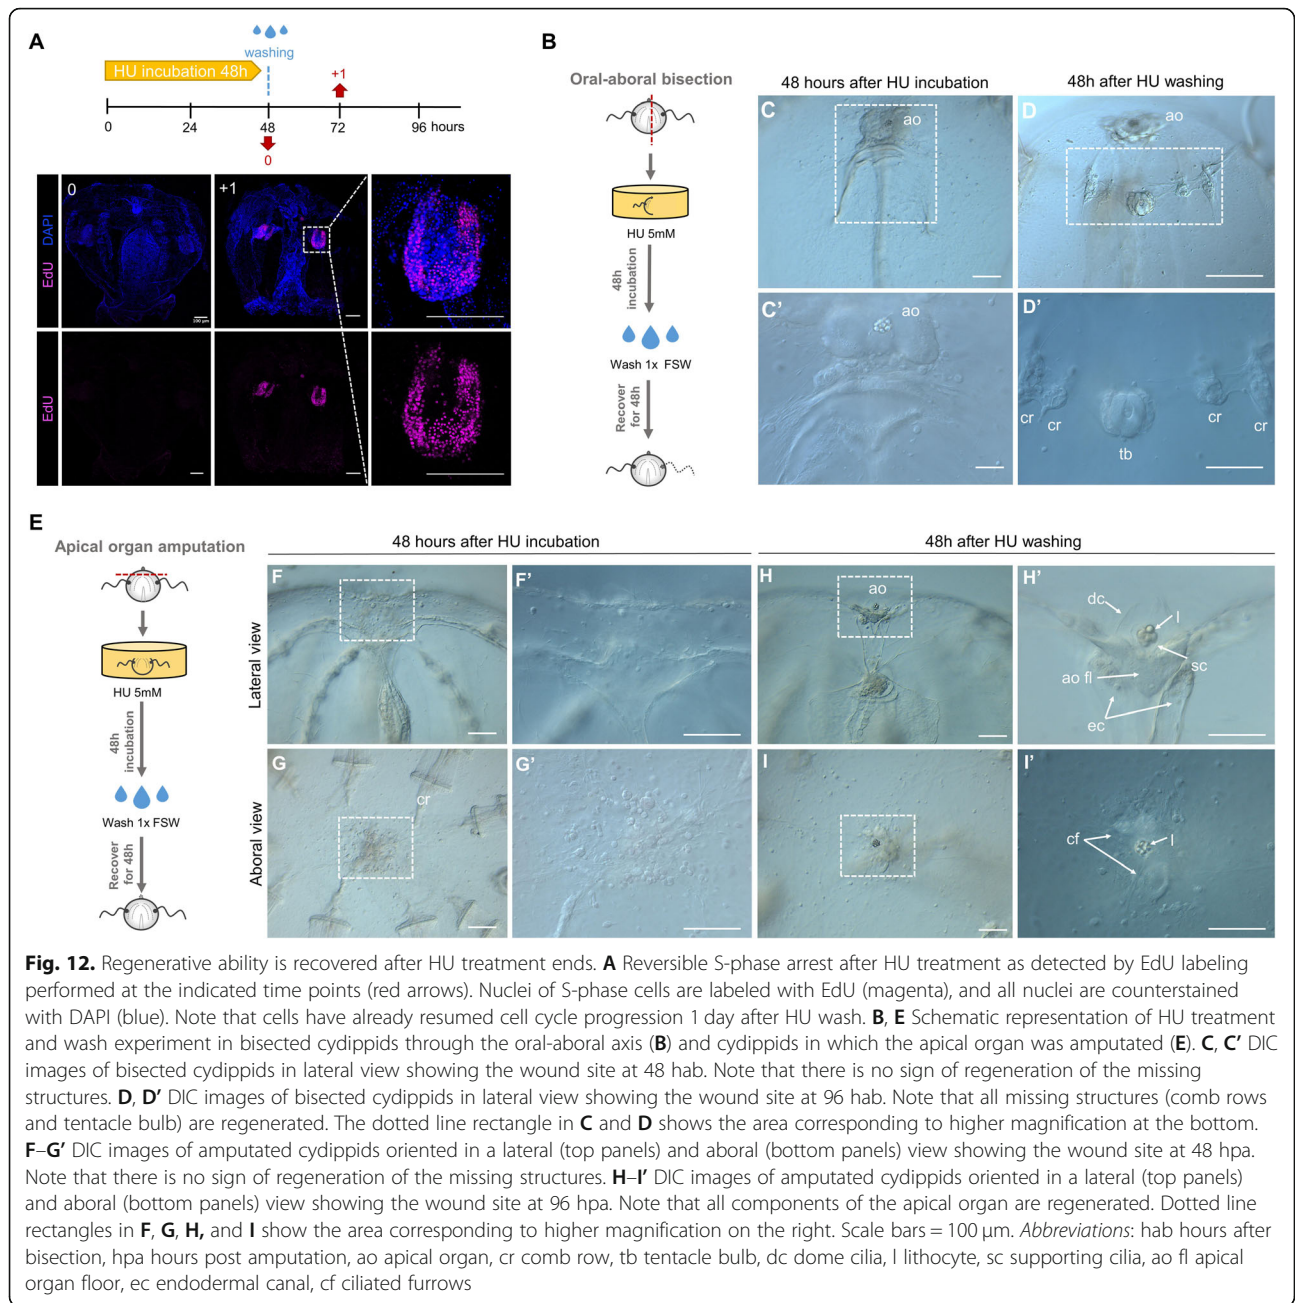 A
washing
HU incubation 48h
+1
0
24
48
72
96 hours
0
EdU DAPI
0
+1
100 µm
EdU
B
Oral-aboral bisection
HU 5mM
48h
incubation
Wash 1x FSW
Recover
for 48h
48 hours after HU incubation
48h after HU washing
C
ao
D
ao
C'
ao
D'
cr
cr
tb
cr
cr
E
Apical organ amputation
HU 5mM
48h
incubation
Wash 1x FSW
Recover
for 48h
48 hours after HU incubation
48h after HU washing
Lateral view
F
F'
H
ao
H'
dc
l
sc
ao fl
ec
Aboral view
G
cr
G'
I
I'
cf
l
Fig. 12. Regenerative ability is recovered after HU treatment ends. A Reversible S-phase arrest after HU treatment as detected by EdU labeling
performed at the indicated time points (red arrows). Nuclei of S-phase cells are labeled with EdU (magenta), and all nuclei are counterstained
with DAPI (blue). Note that cells have already resumed cell cycle progression 1 day after HU wash. B, E Schematic representation of HU treatment
and wash experiment in bisected cydippids through the oral-aboral axis (B) and cydippids in which the apical organ was amputated (E). C, C' DIC
images of bisected cydippids in lateral view showing the wound site at 48 hab. Note that there is no sign of regeneration of the missing
structures. D, D' DIC images of bisected cydippids in lateral view showing the wound site at 96 hab. Note that all missing structures (comb rows
and tentacle bulb) are regenerated. The dotted line rectangle in C and D shows the area corresponding to higher magnification at the bottom.
F–G' DIC images of amputated cydippids oriented in a lateral (top panels) and aboral (bottom panels) view showing the wound site at 48 hpa.
Note that there is no sign of regeneration of the missing structures. H–I' DIC images of amputated cydippids oriented in a lateral (top panels)
and aboral (bottom panels) view showing the wound site at 96 hpa. Note that all components of the apical organ are regenerated. Dotted line
rectangles in F, G, H, and I show the area corresponding to higher magnification on the right. Scale bars = 100 µm. Abbreviations: hab hours after
bisection, hpa hours post amputation, ao apical organ, cr comb row, tb tentacle bulb, dc dome cilia, l lithocyte, sc supporting cilia, ao fl apical
organ floor, ec endodermal canal, cf ciliated furrows